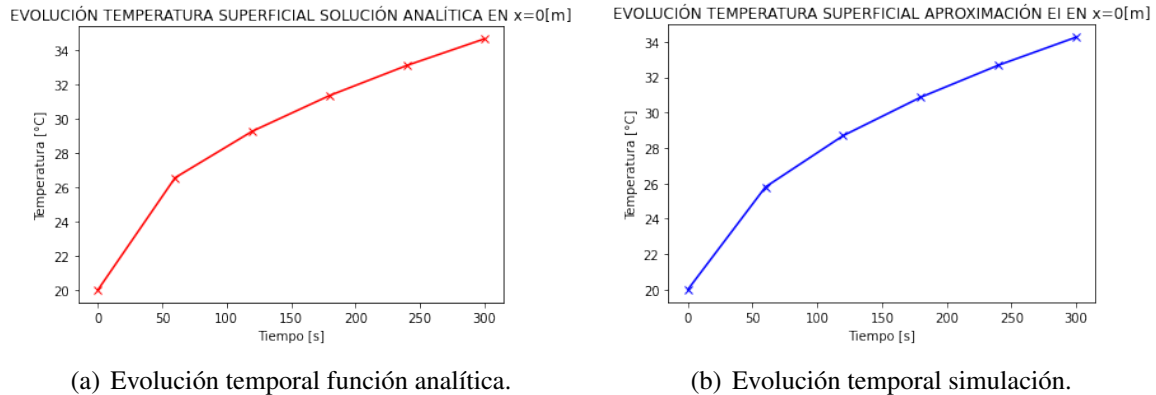 EVOLUCIÓN TEMPERATURA SUPERFICIAL SOLUCIÓN ANALÍTICA EN x=0[m]
34
32
30
28
26
24
22
20
Temperatura [°C]
0 50 100 150 200 250 300
Tiempo [s]
(a) Evolución temporal función analítica.
EVOLUCIÓN TEMPERATURA SUPERFICIAL APROXIMACIÓN EI EN x=0[m]
34
32
30
28
26
24
22
20
Temperatura [°C]
0 50 100 150 200 250 300
Tiempo [s]
(b) Evolución temporal simulación.